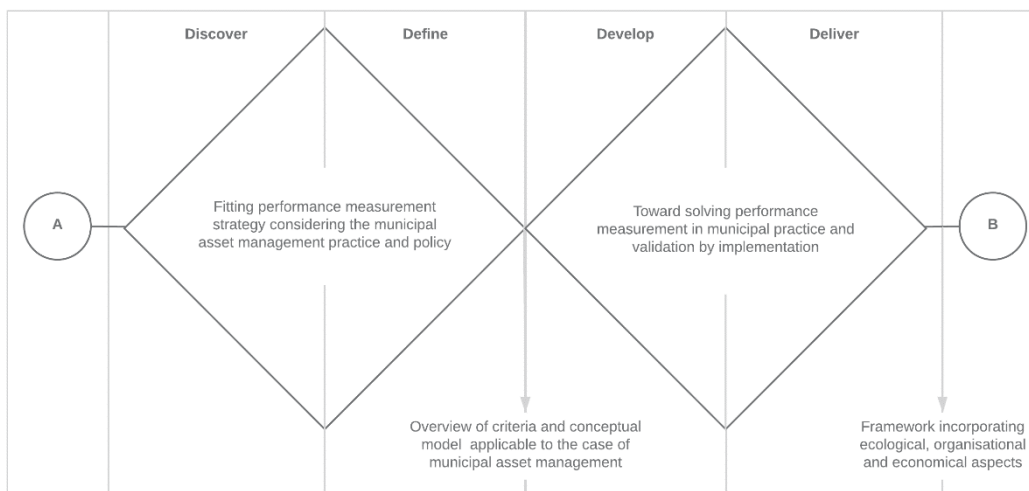 Discover
Define
Develop
Deliver
A
Fitting performance measurement
strategy considering the municipal
asset management practice and policy
Toward solving performance
measurement in municipal practice and
validation by implementation
B
Overview of criteria and conceptual
model applicable to the case of
municipal asset management
Framework incorporating
ecological, organisational
and economical aspects